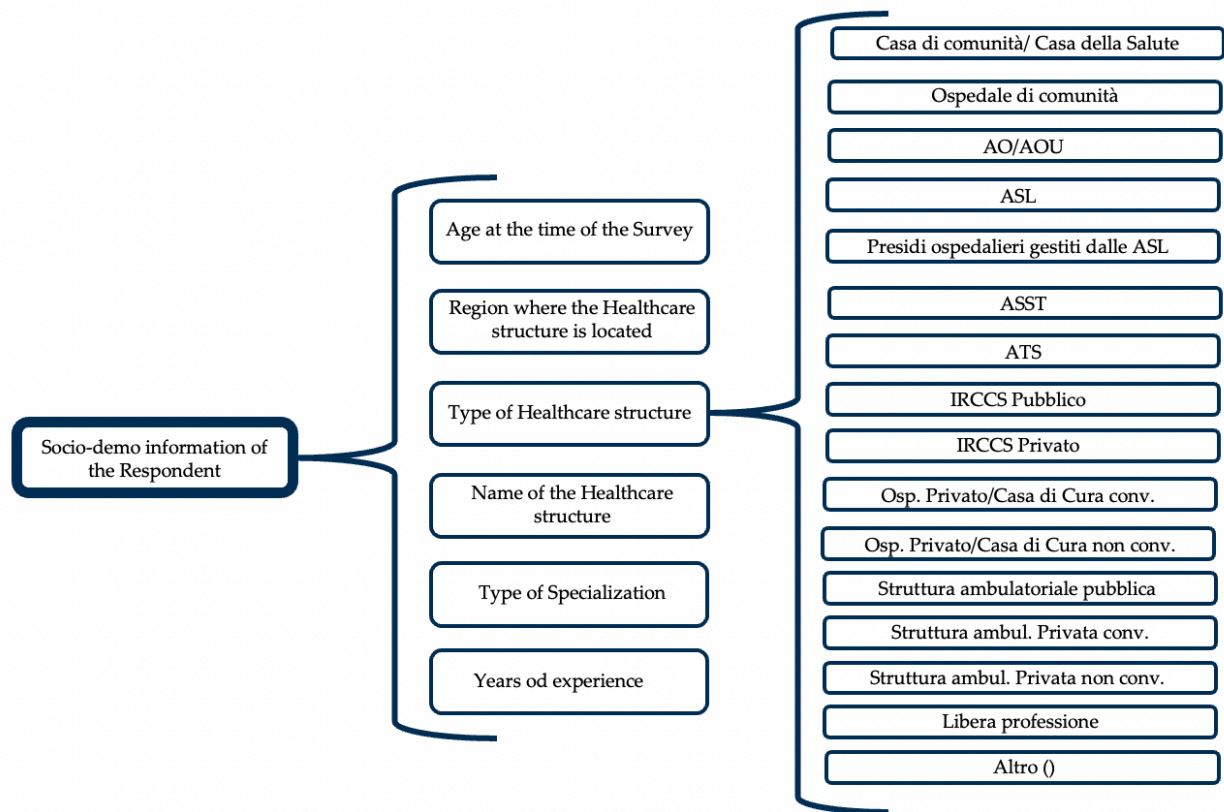 Socio-demo information of
the Respondent
Age at the time of the Survey
Region where the Healthcare
structure is located
Type of Healthcare structure
Name of the Healthcare
structure
Type of Specialization
Years od experience
Casa di comunità/ Casa della Salute
Ospedale di comunità
AO/AOU
ASL
Presidi ospedalieri gestiti dalle ASL
ASST
ATS
IRCCS Pubblico
IRCCS Privato
Osp. Privato/Casa di Cura conv.
Osp. Privato/Casa di Cura non conv.
Struttura ambulatoriale pubblica
Struttura ambul. Privata conv.
Struttura ambul. Privata non conv.
Libera professione
Altro ()